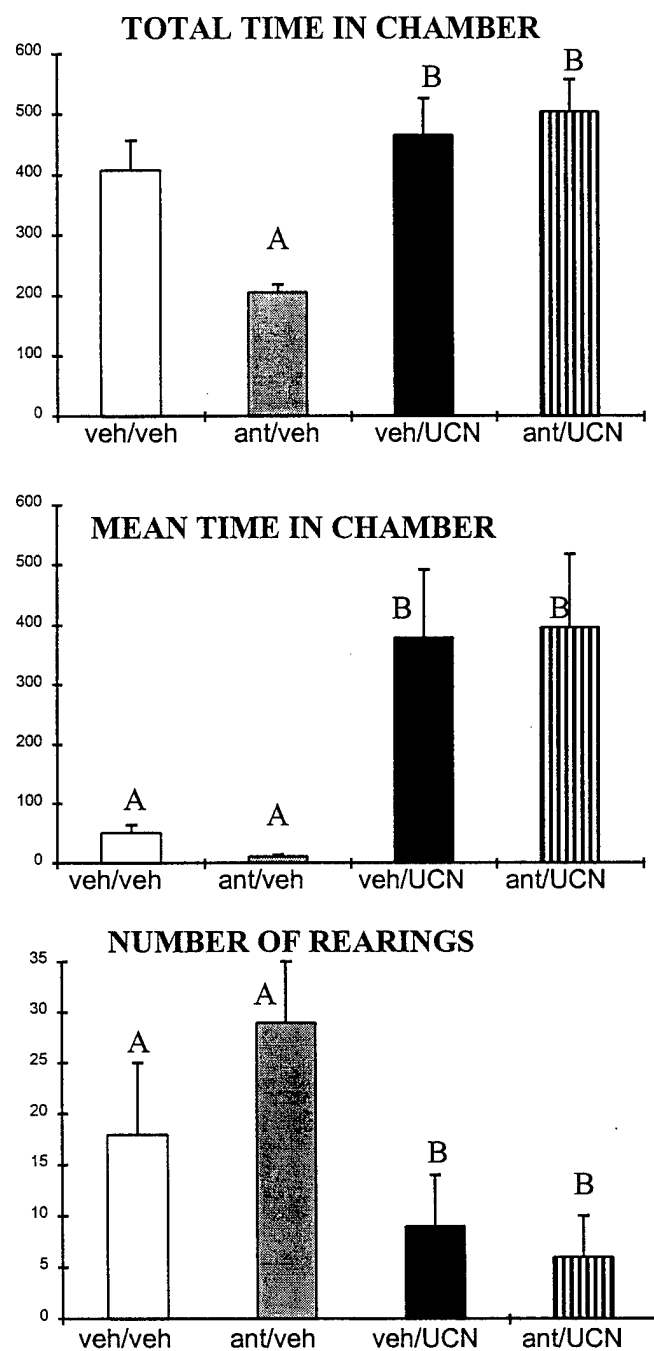 TOTAL TIME IN CHAMBER
600
500
400
300
200
100
0
A
B
B
veh/veh ant/veh veh/UCN ant/UCN
MEAN TIME IN CHAMBER
600
500
400
300
200
100
0
A
A
B
B
veh/veh ant/veh veh/UCN ant/UCN
NUMBER OF REARINGS
35
30
25
20
15
10
5
0
A
A
B
B
veh/veh ant/veh veh/UCN ant/UCN